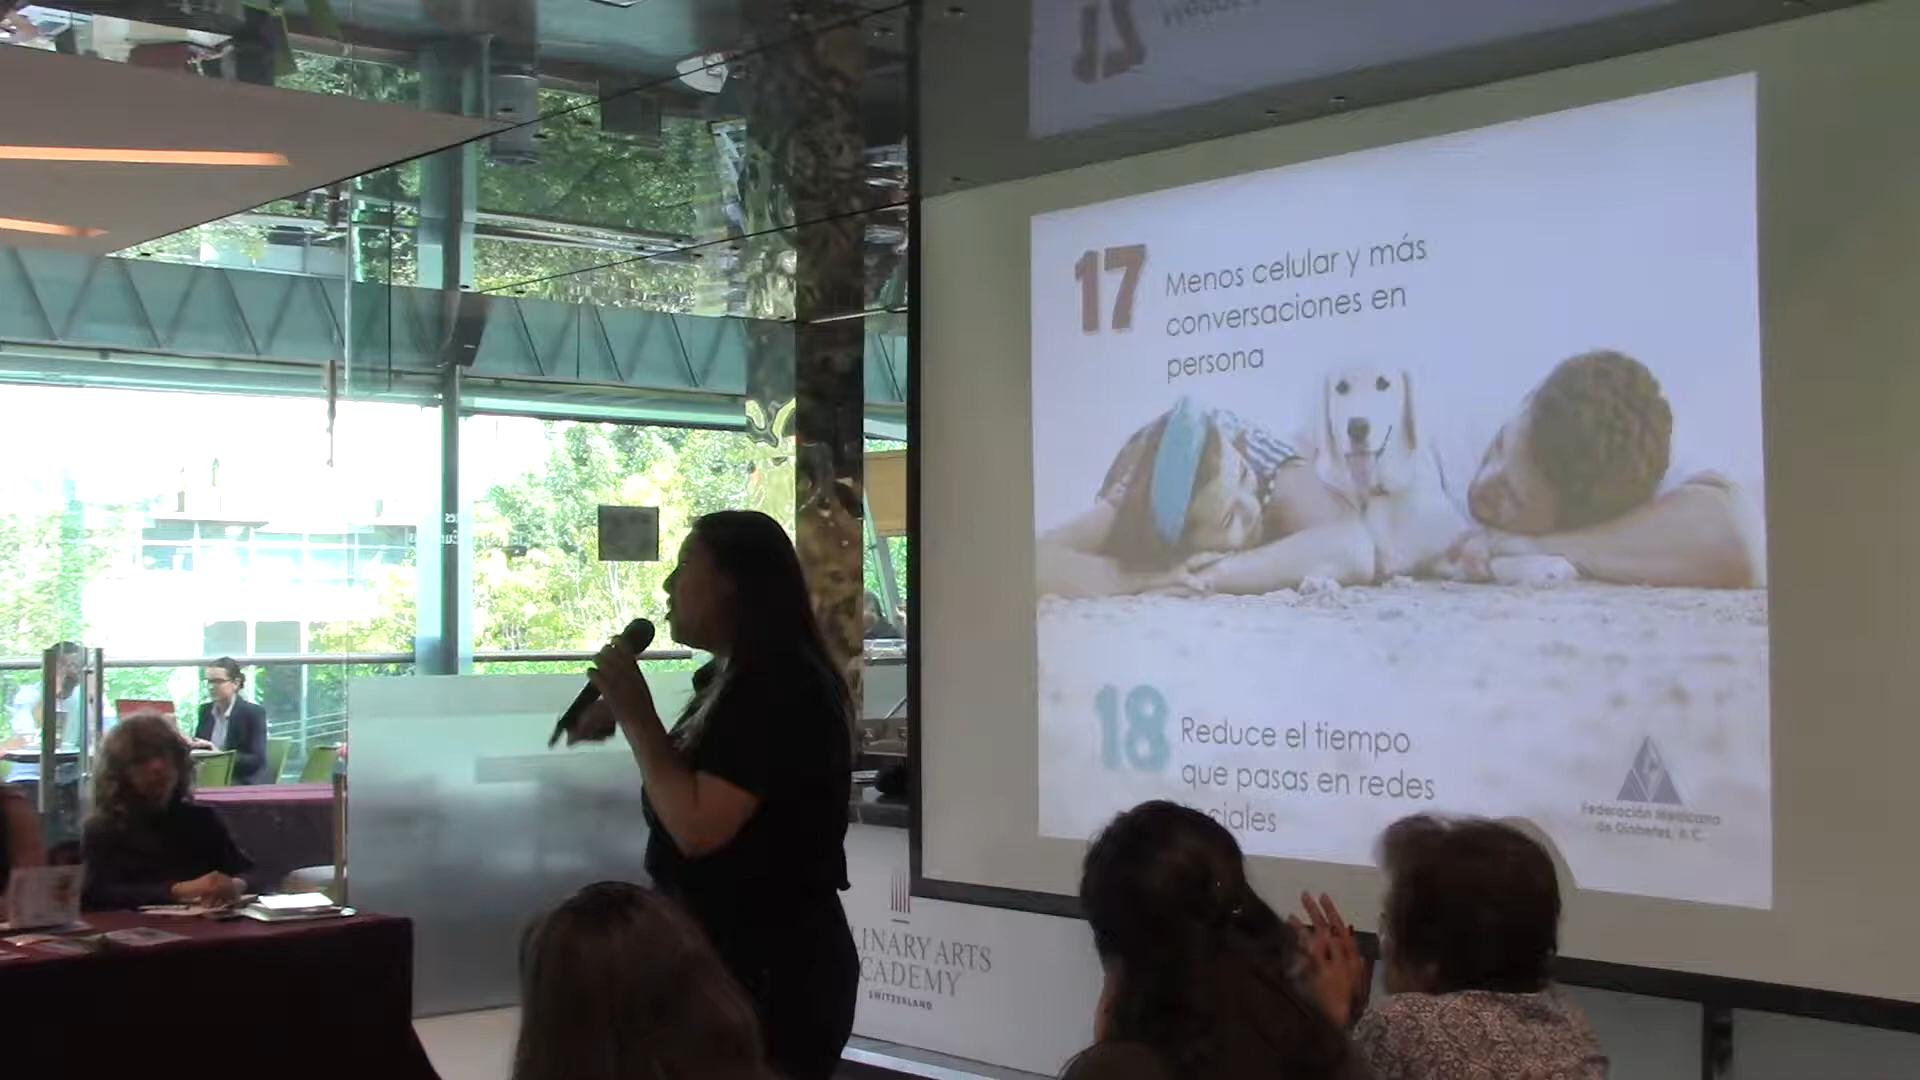 17
Menos celular y más
conversaciones en
persona
18
Reduce el tiempo
que pasas en redes
ciales
Federación Mexicana
de Diabetes, A.C.
LINARY ARTS
CADEMY
SWITZERLAND